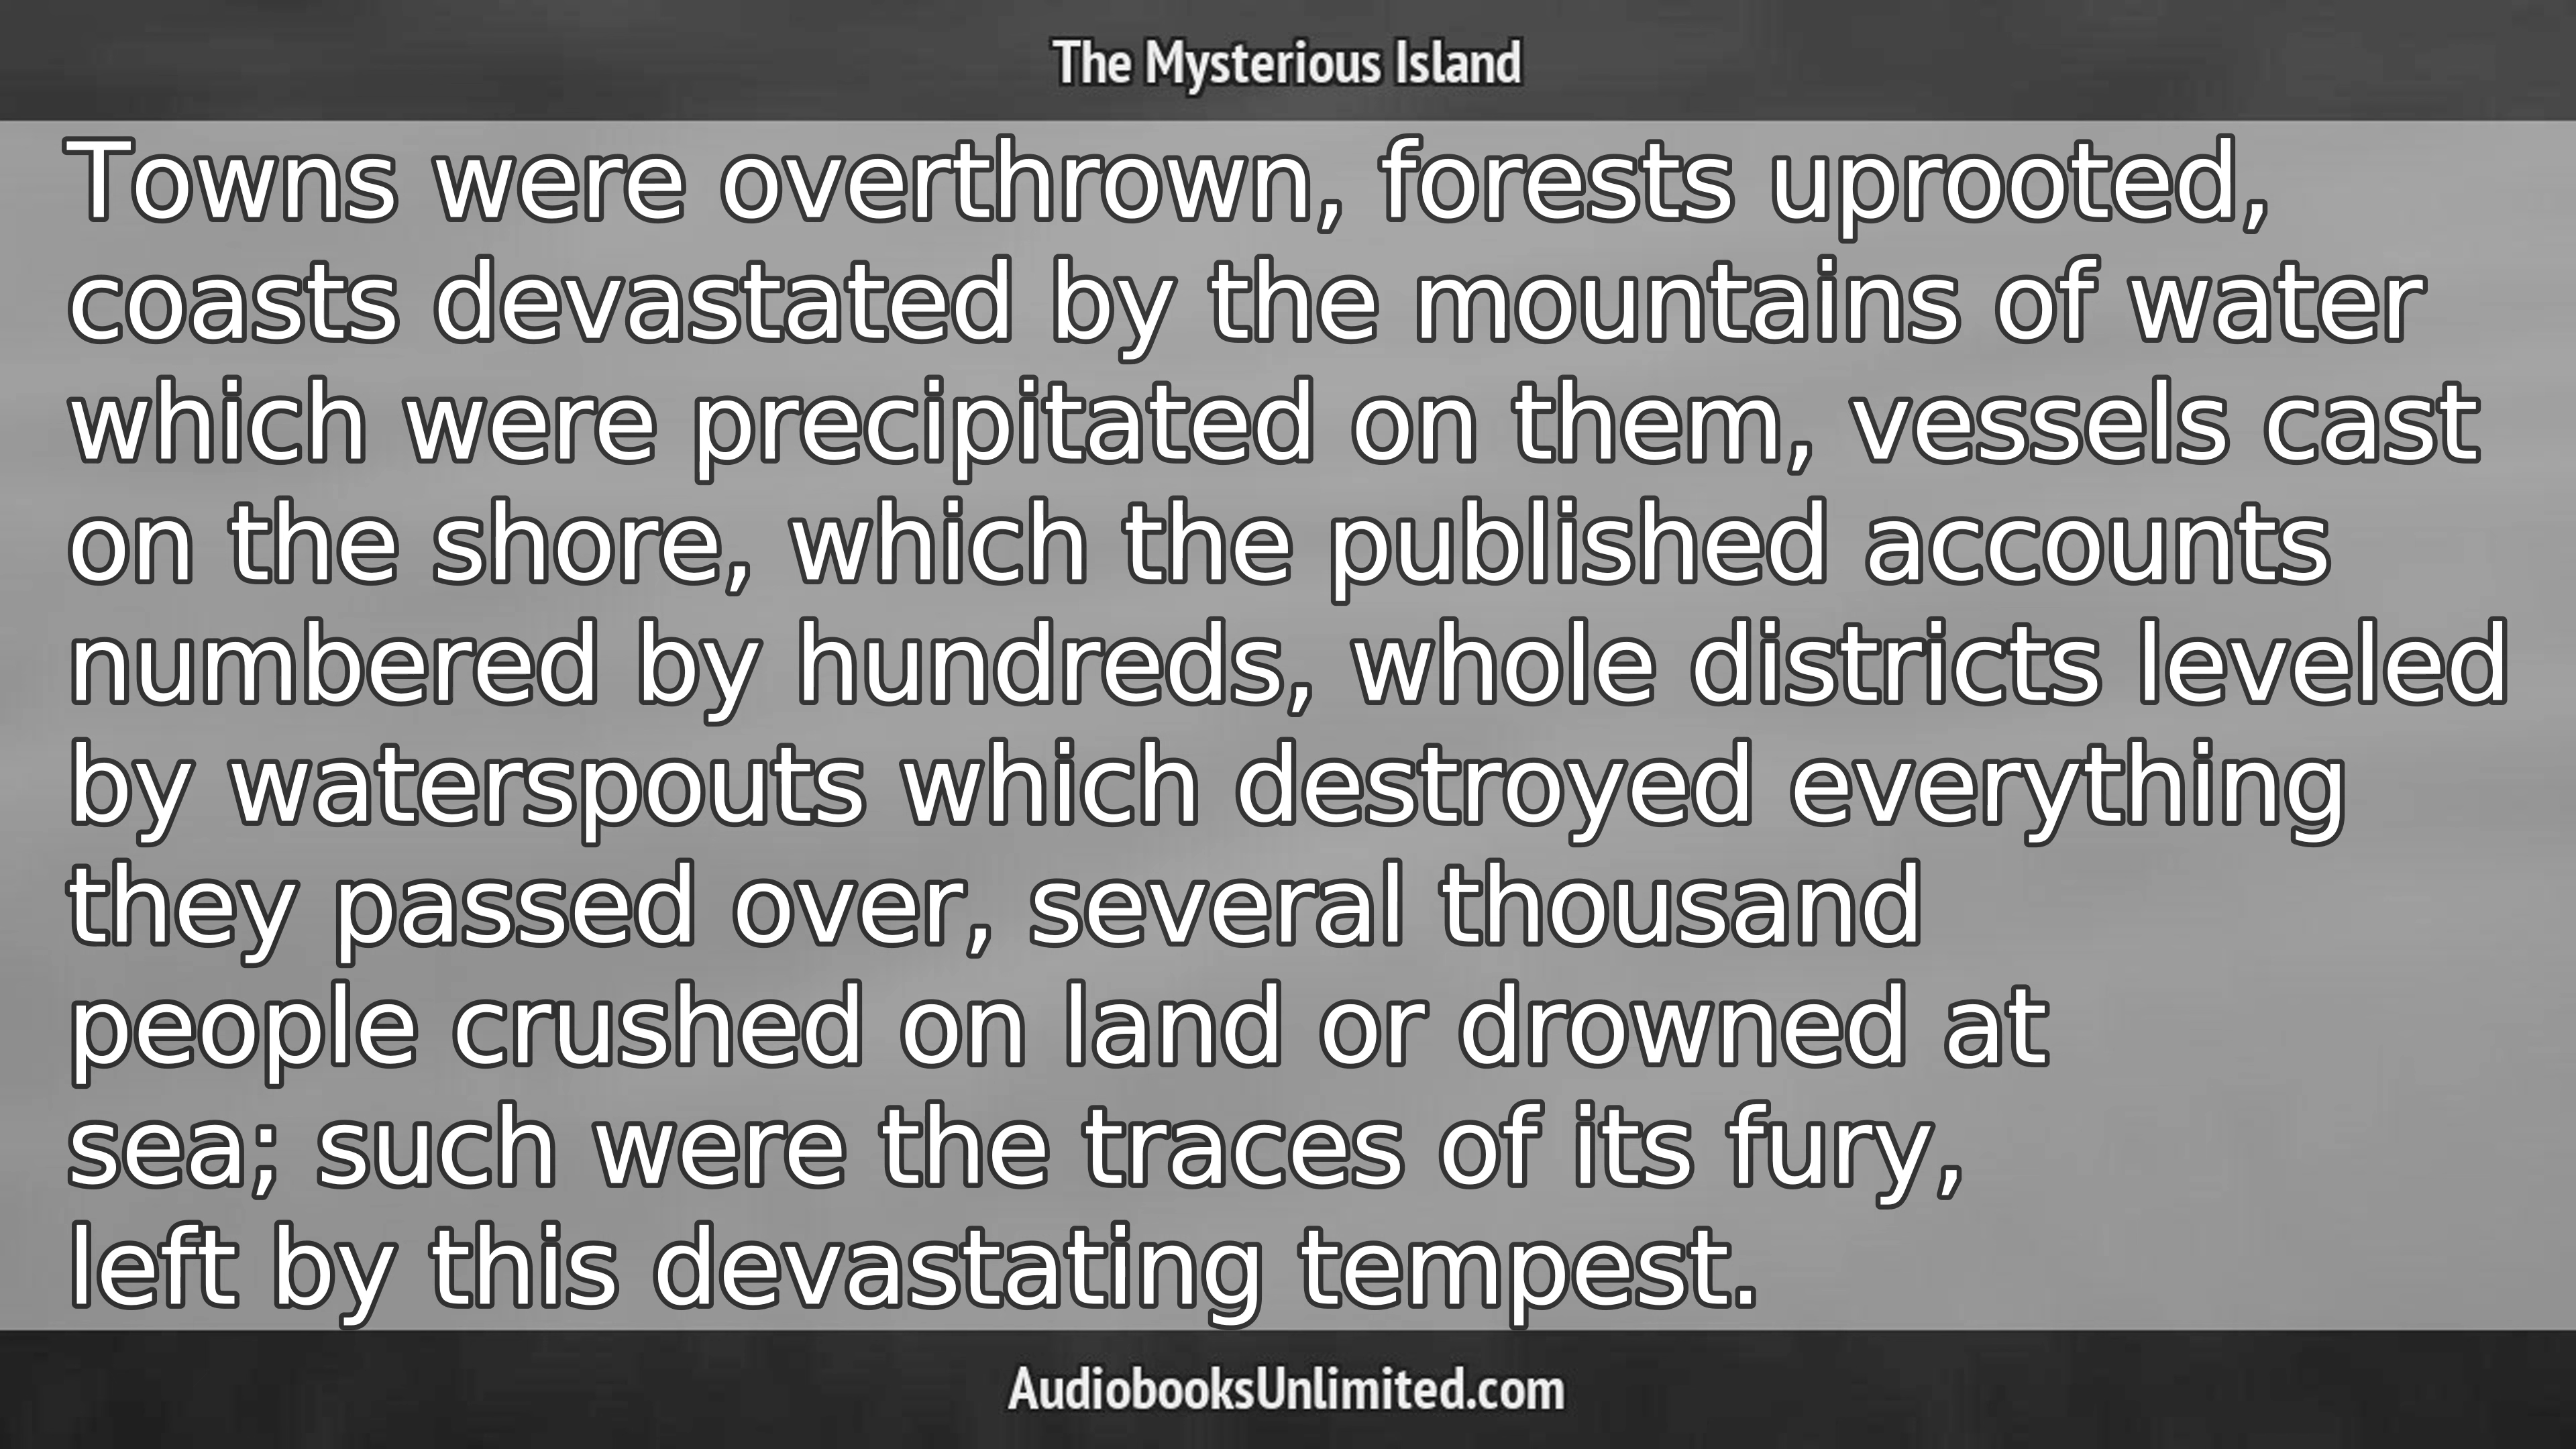 The Mysterious Island
Towns were overthrown, forests uprooted,
coasts devastated by the mountains of water
which were precipitated on them, vessels cast
on the shore, which the published accounts
numbered by hundreds, whole districts leveled
by waterspouts which destroyed everything
they passed over, several thousand
people crushed on land or drowned at
sea; such were the traces of its fury,
left by this devastating tempest.
AudiobooksUnlimited.com